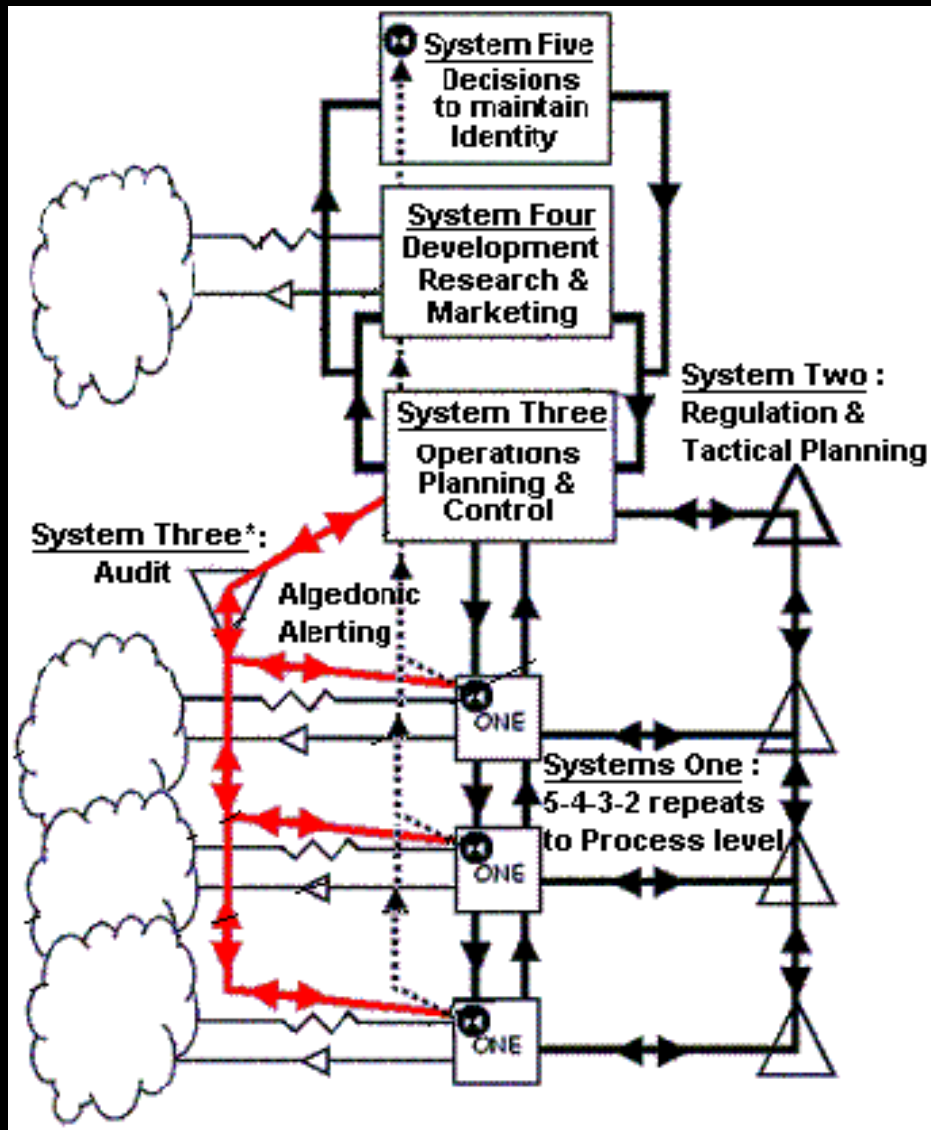 System Five
Decisions
to maintain
Identity
System Four
Development
Research &
Marketing
System Three
Operations
Planning &
Control
System Two :
Regulation &
Tactical Planning
System Three*:
Audit
Algedonic
Alerting
ONE
Systems One :
5-4-3-2 repeats
to Process level
ONE
ONE